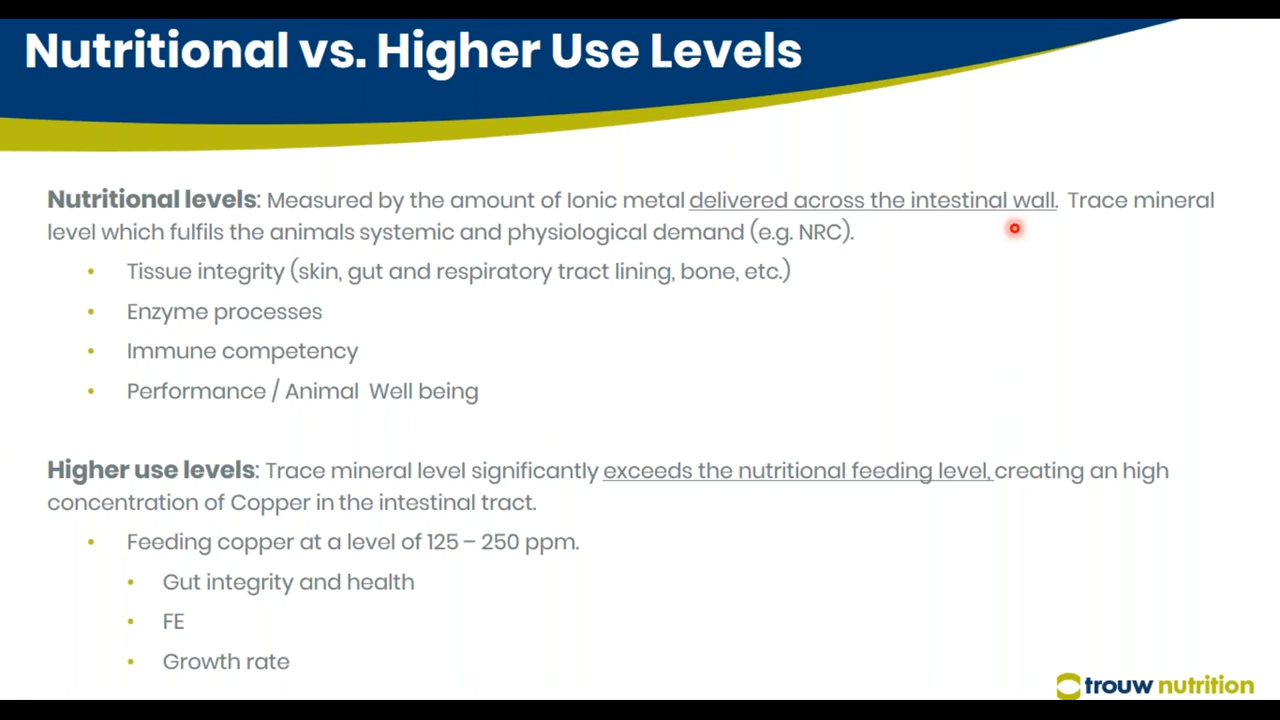 Nutritional vs. Higher Use Levels
Nutritional levels: Measured by the amount of Ionic metal delivered across the intestinal wall. Trace mineral
level which fulfils the animals systemic and physiological demand (e.g. NRC).
• Tissue integrity (skin, gut and respiratory tract lining, bone, etc.)
• Enzyme processes
• Immune competency
• Performance / Animal Well being
Higher use levels: Trace mineral level significantly exceeds the nutritional feeding level, creating an high
concentration of Copper in the intestinal tract.
• Feeding copper at a level of 125 – 250 ppm.
• Gut integrity and health
• FE
• Growth rate
trouw nutrition